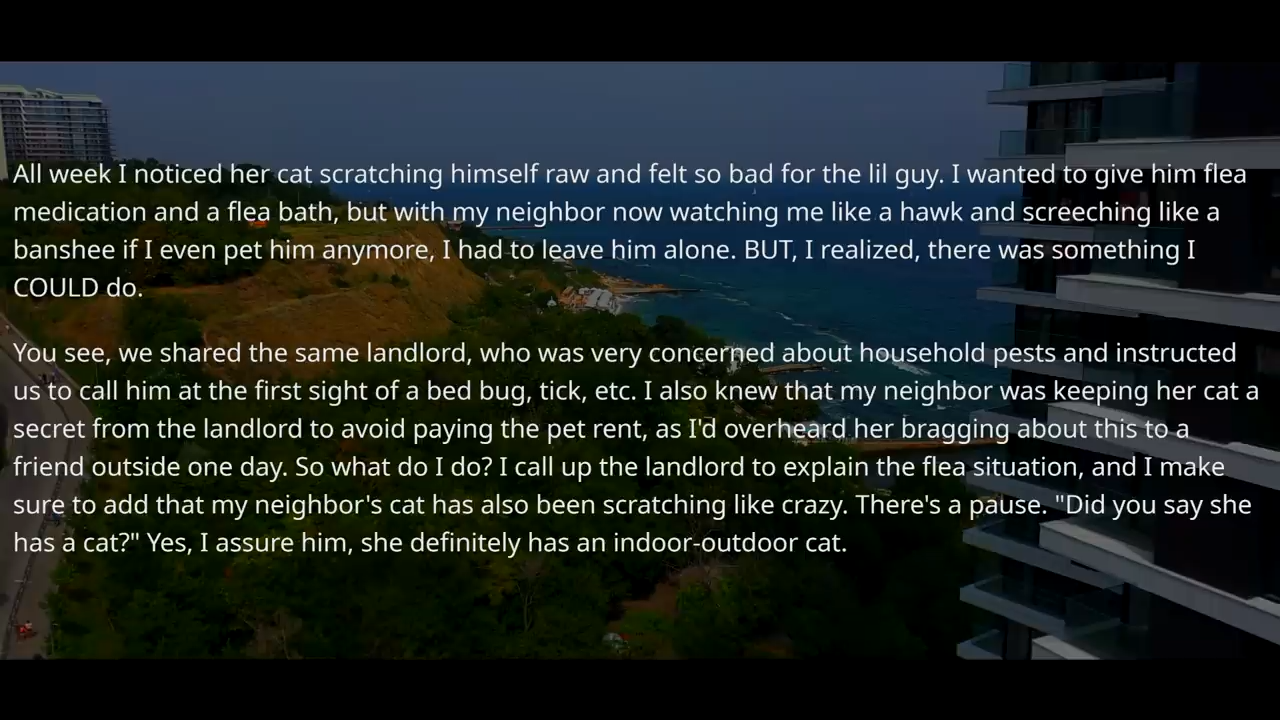 All week I noticed her cat scratching himself raw and felt so bad for the lil guy. I wanted to give him flea
medication and a flea bath, but with my neighbor now watching me like a hawk and screeching like a
banshee if I even pet him anymore, I had to leave him alone. BUT, I realized, there was something I
COULD do.
You see, we shared the same landlord, who was very concerned about household pests and instructed
us to call him at the first sight of a bed bug, tick, etc. I also knew that my neighbor was keeping her cat a
secret from the landlord to avoid paying the pet rent, as I'd overheard her bragging about this to a
friend outside one day. So what do I do? I call up the landlord to explain the flea situation, and I make
sure to add that my neighbor's cat has also been scratching like crazy. There's a pause. "Did you say she
has a cat?" Yes, I assure him, she definitely has an indoor-outdoor cat.